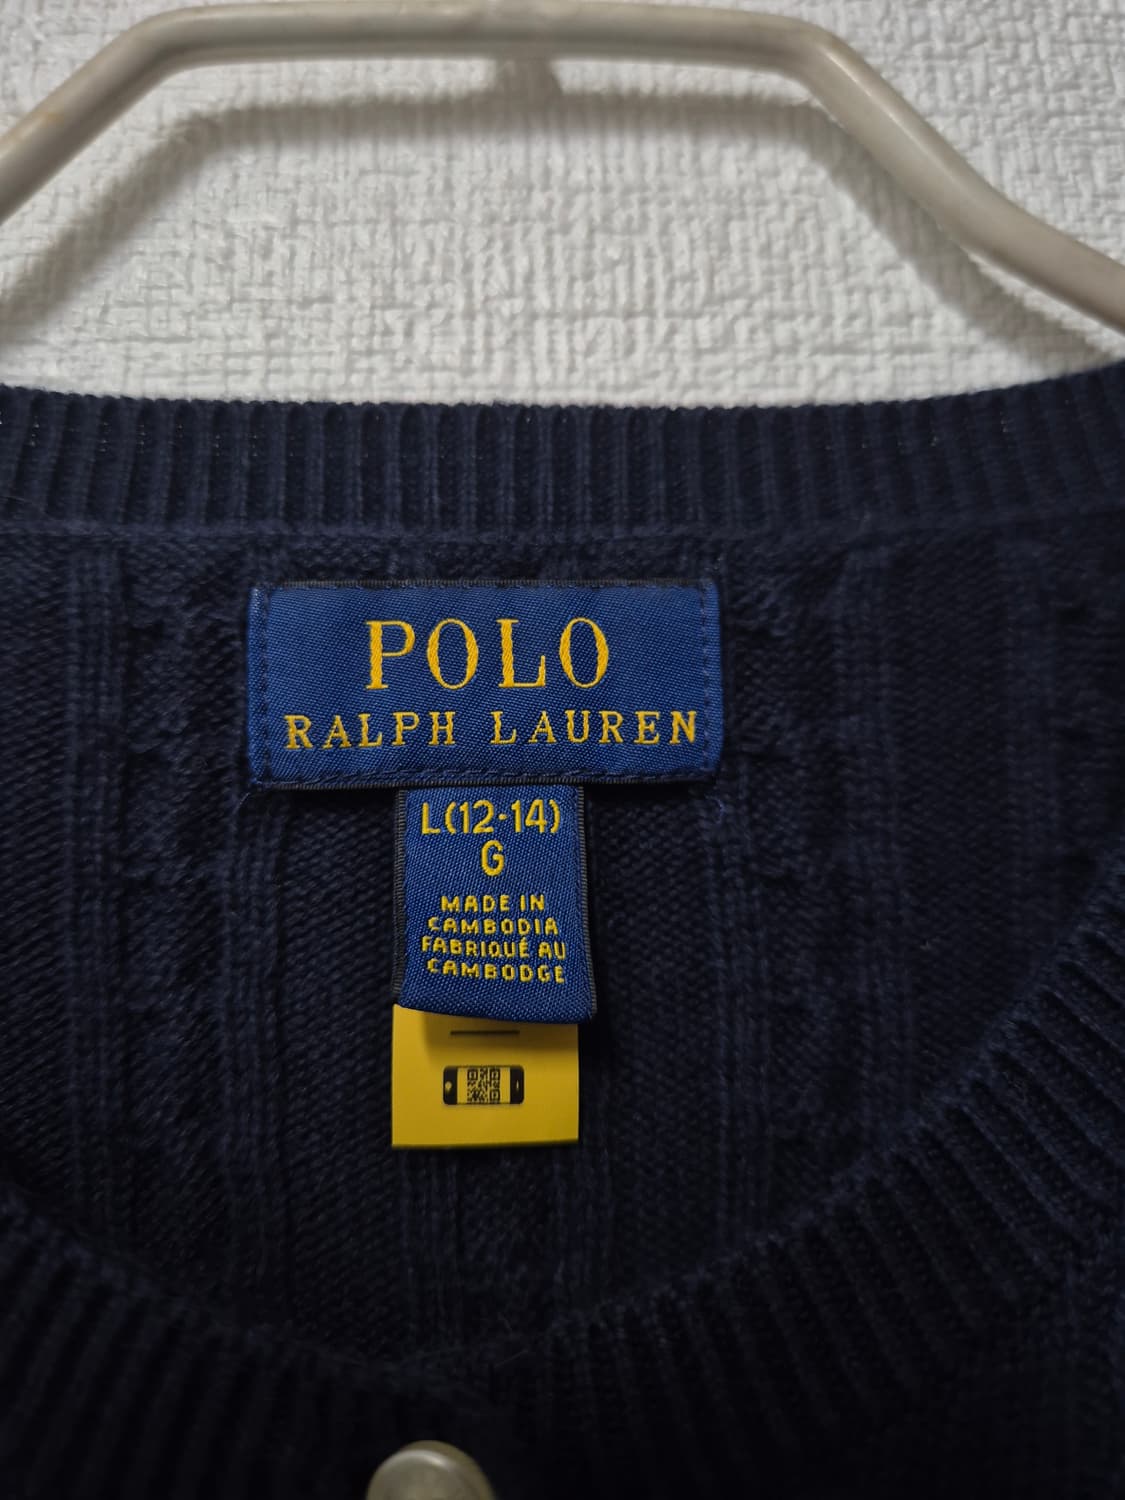 POLO
RALPH LAUREN
L(12-14)
G
MADE IN
CAMBODIA
FABRIQUÉ AU
CAMBODGE